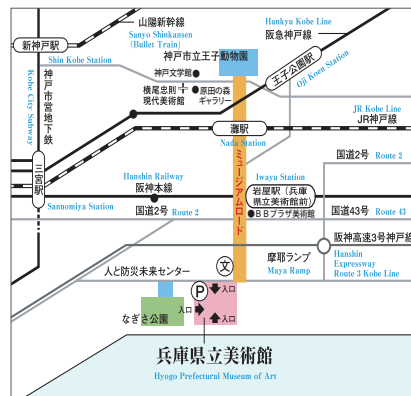 山陽新幹線
Sanyo Shinkansen
(Bullet Train)
Hankyu Kobe Line
阪急神戸線
新神戸駅
Shin Kobe Station
神戸市立王子動物園
王子公園駅
Oji Koen Station
神戸文学館
横尾忠則
現代美術館
原田の森
ギャラリー
神戸市営地下鉄
Kobe City Subway
JR Kobe Line
JR神戸線
灘駅
Nada Station
ミュージアムロード
国道2号 Route 2
三宮駅
Sannomiya Station
Hanshin Railway
阪神本線
Iwaya Station
岩屋駅(兵庫
県立美術館前)
BBプラザ美術館
国道2号 Route 2
国道43号 Route 43
阪神高速3号神戸線
Hanshin
Expressway
Route 3 Kobe Line
摩耶ランプ
Maya Ramp
人と防災未来センター
文
P
入口
入口
入口
なぎさ公園
兵庫県立美術館
Hyogo Prefectural Museum of Art